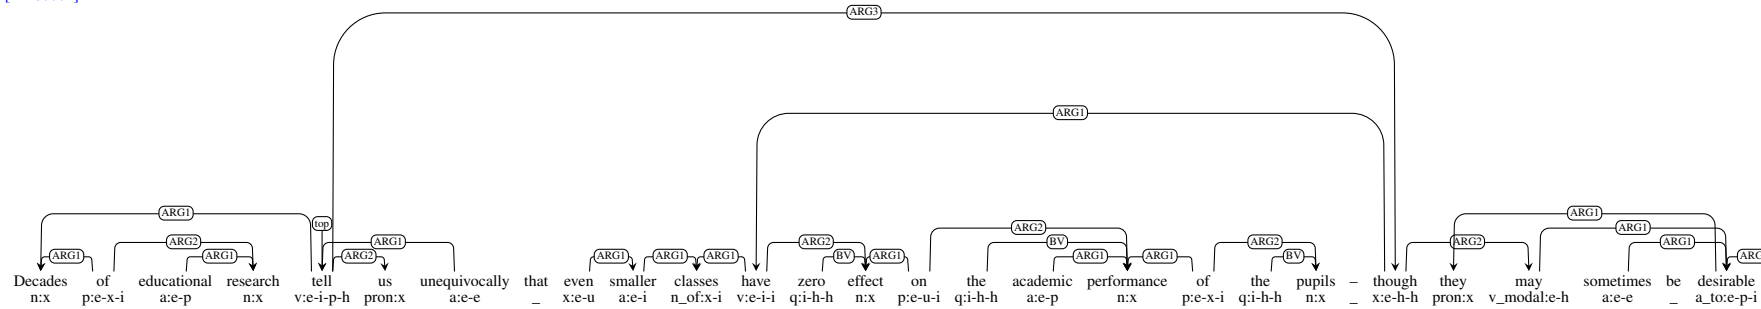 ARG3
ARG1
ARG1 top ARG1
ARG2 ARG1 ARG2 BV ARG2 BV ARG2 ARG2 ARG1
ARG1 ARG1 ARG2 ARG1 ARG1 ARG1 BV ARG1 ARG1 ARG1 BV ARG1
Decades of educational research tell us unequivocally that even smaller classes have zero effect on the academic performance of the pupils – though they may sometimes be desirable
n:x p:e-x-i a:e-p n:x v:e-i-p-h pron:x a:e-e _ x:e-u a:e-i n_of:x-i v:e-i-i q:i-h-h n:x p:e-u-i q:i-h-h a:e-p n:x p:e-x-i q:i-h-h n:x _ x:e-h-h pron:x v_modal:e-h a:e-e _ a_to:e-p-i